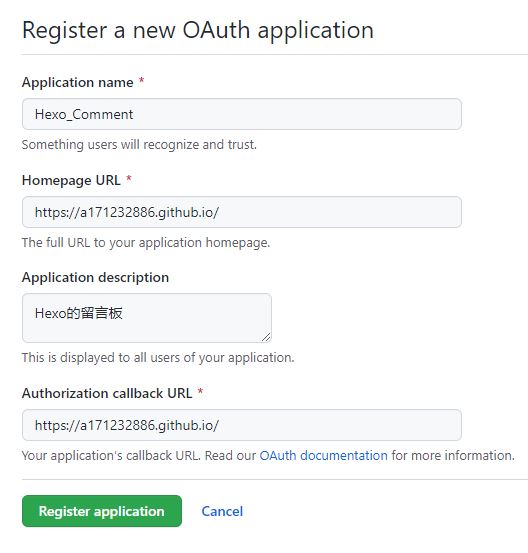 Register a new OAuth application
Application name *
Hexo_Comment
Something users will recognize and trust.
Homepage URL *
https://a171232886.github.io/
The full URL to your application homepage.
Application description
Hexo的留言板
This is displayed to all users of your application.
Authorization callback URL *
https://a171232886.github.io/
Your application's callback URL. Read our OAuth documentation for more information.
Register application Cancel